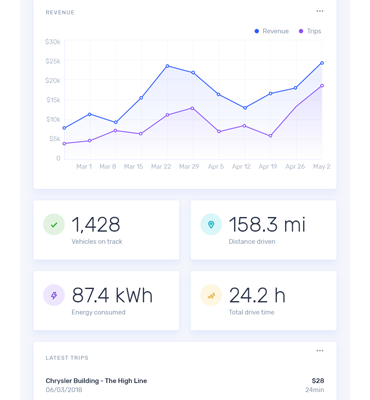 REVENUE
Revenue
Trips
$30k
$25k
$20k
$15k
$10k
$5k
0
Mar 1
Mar 8
Mar 15
Mar 22
Mar 29
Apr 5
Apr 12
Apr 19
Apr 26
May 2
1,428
Vehicles on track
158.3 mi
Distance driven
87.4 kWh
Energy consumed
24.2 h
Total drive time
LATEST TRIPS
Chrysler Building - The High Line
$28
06/03/2018
24min